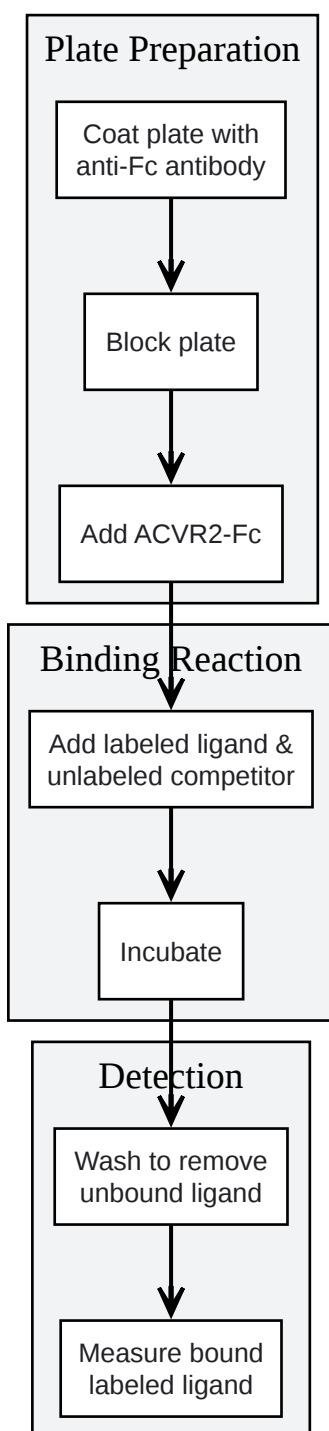 Plate Preparation
Coat plate with
anti-Fc antibody
Block plate
Add ACVR2-Fc
Binding Reaction
Add labeled ligand &
unlabeled competitor
Incubate
Detection
Wash to remove
unbound ligand
Measure bound
labeled ligand